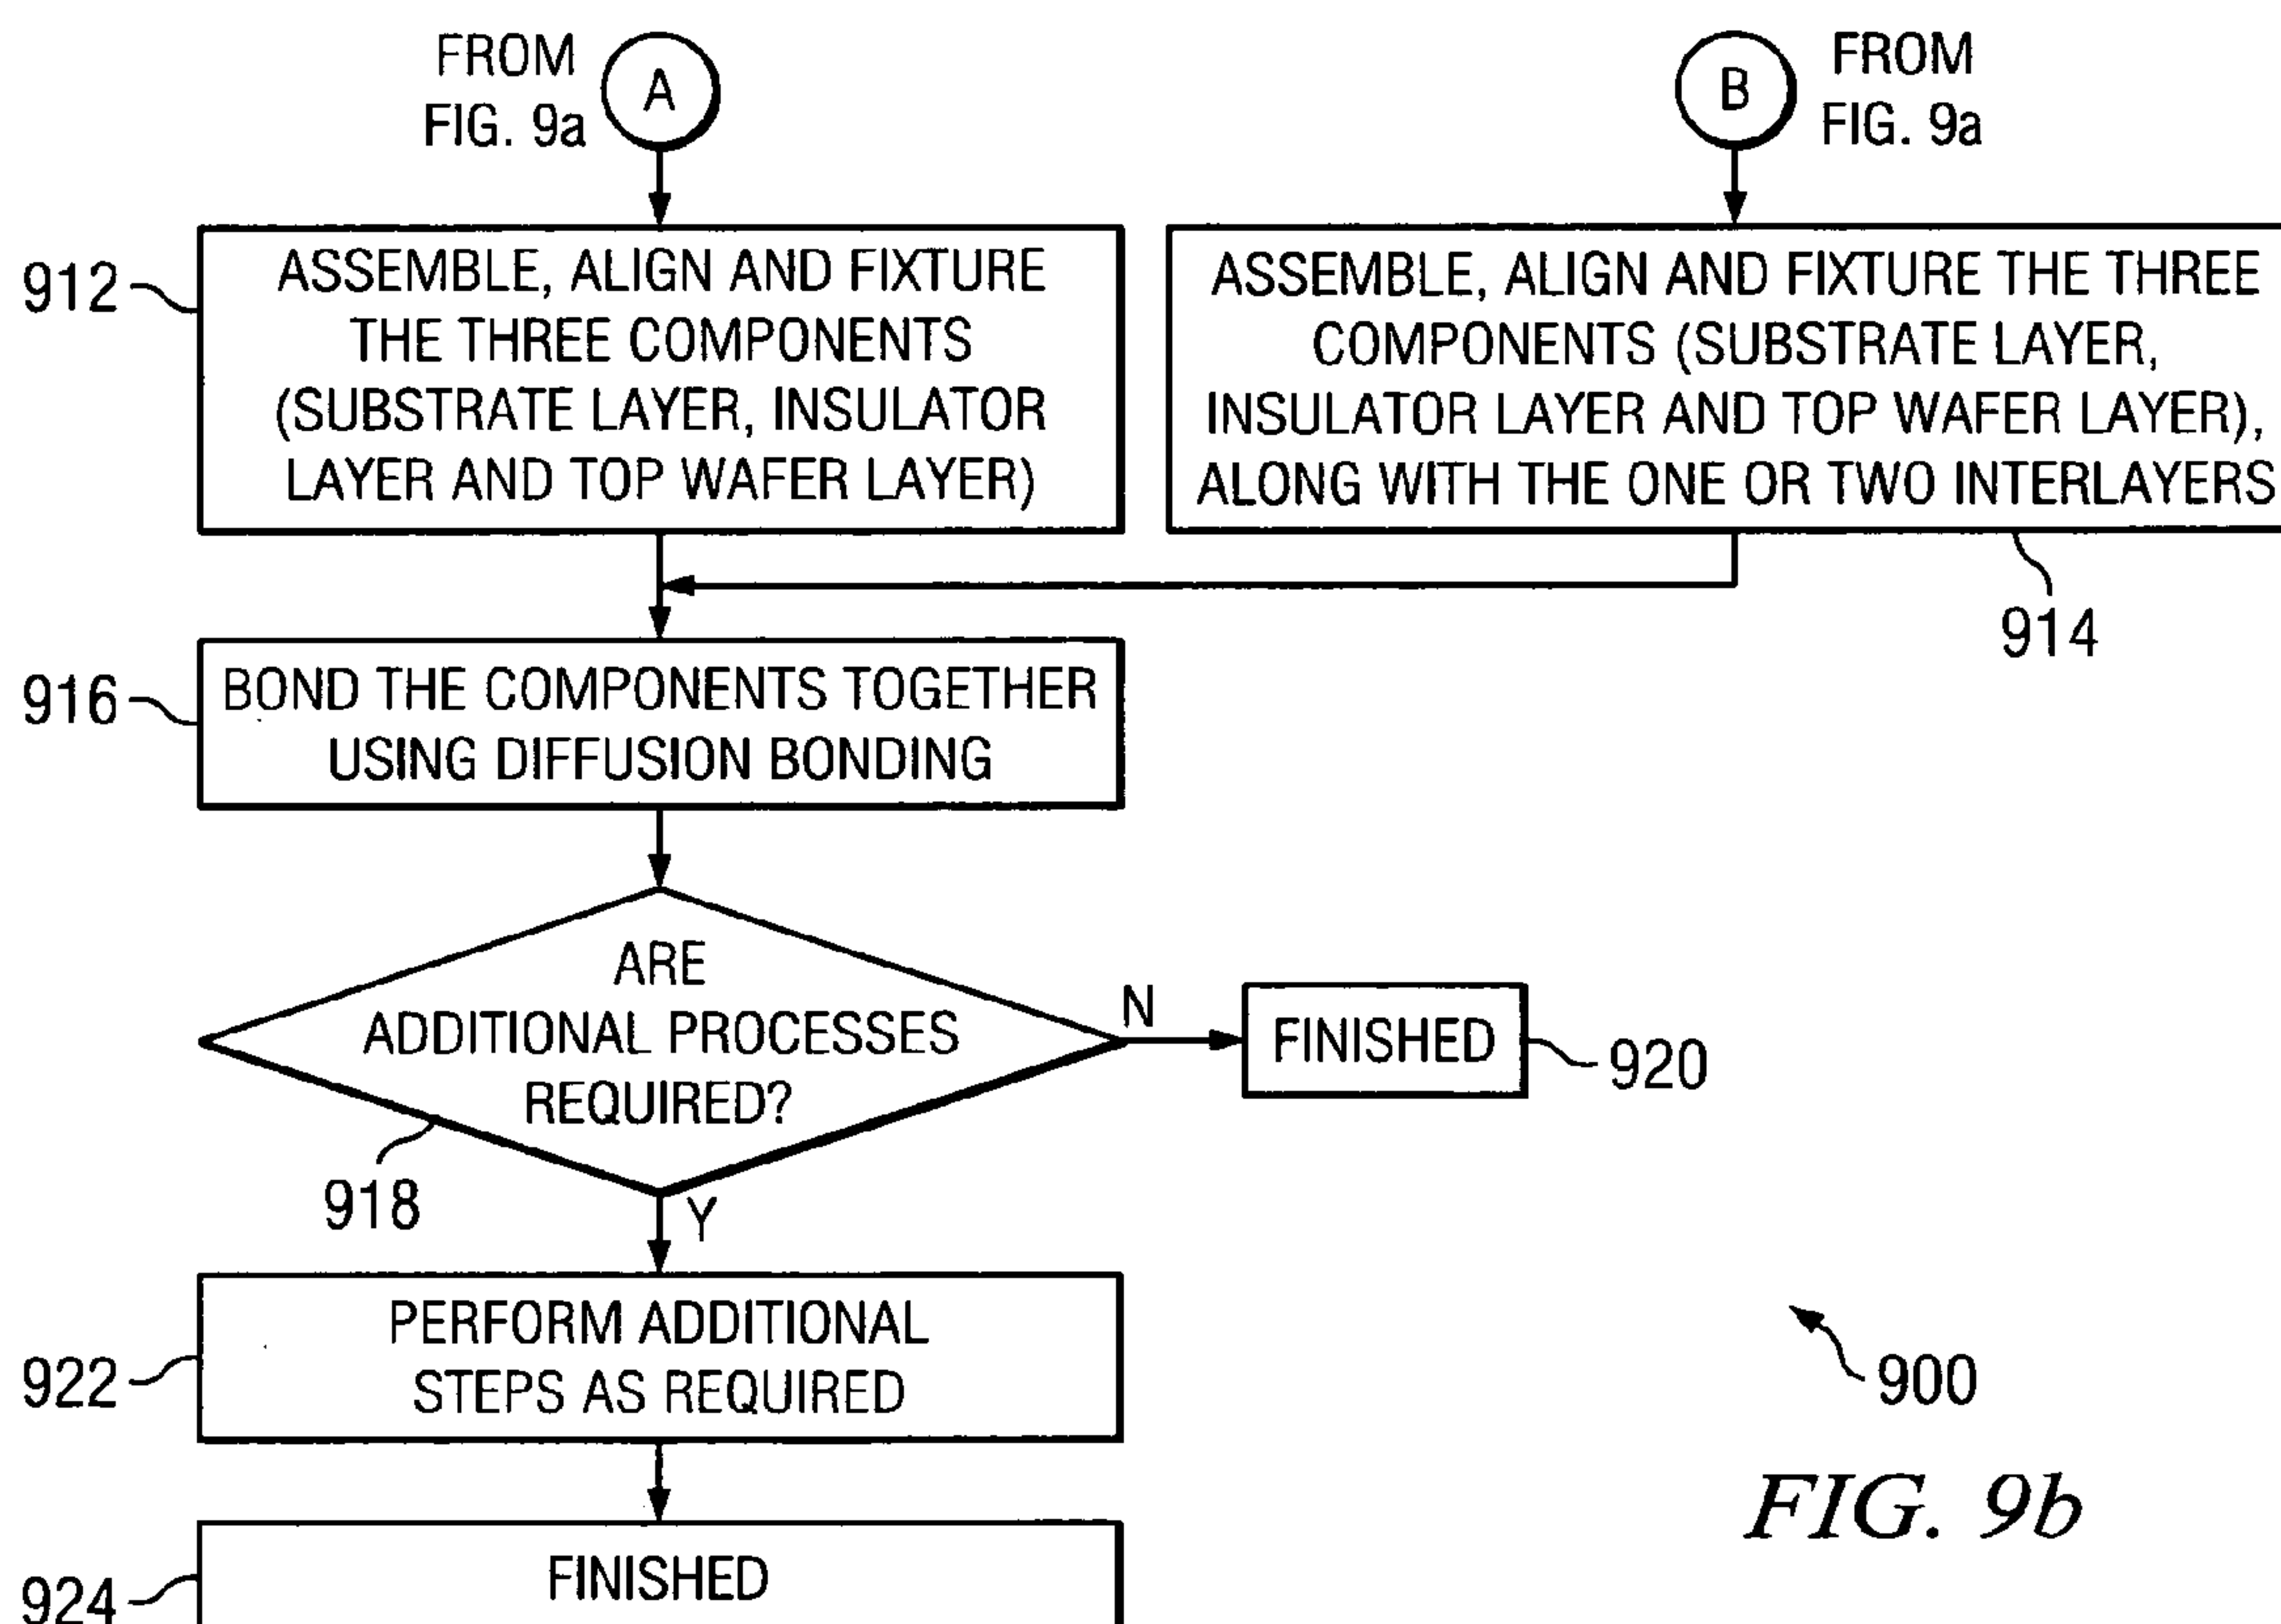 FROM
FIG. 9a
A
B
FROM
FIG. 9a
912
ASSEMBLE, ALIGN AND FIXTURE
THE THREE COMPONENTS
(SUBSTRATE LAYER, INSULATOR
LAYER AND TOP WAFER LAYER)
ASSEMBLE, ALIGN AND FIXTURE THE THREE
COMPONENTS (SUBSTRATE LAYER,
INSULATOR LAYER AND TOP WAFER LAYER),
ALONG WITH THE ONE OR TWO INTERLAYERS
914
916
BOND THE COMPONENTS TOGETHER
USING DIFFUSION BONDING
ARE
ADDITIONAL PROCESSES
REQUIRED?
918
N
FINISHED
920
Y
922
PERFORM ADDITIONAL
STEPS AS REQUIRED
900
924
FINISHED
FIG. 9b